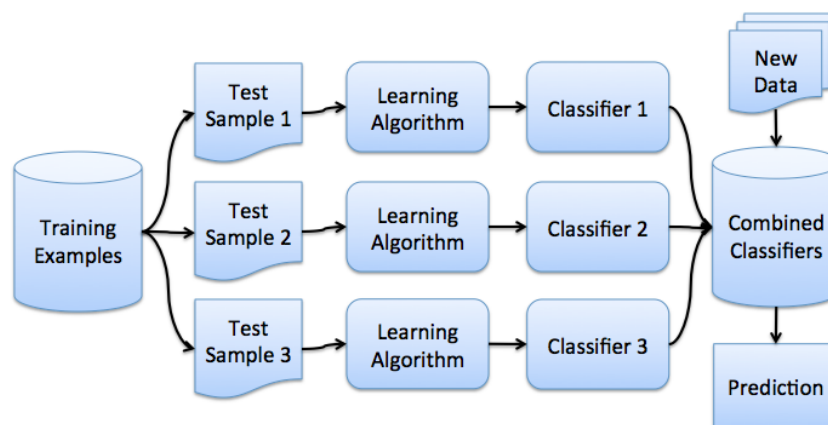 Training
Examples
Test
Sample 1
Learning
Algorithm
Classifier 1
Test
Sample 2
Learning
Algorithm
Classifier 2
Test
Sample 3
Learning
Algorithm
Classifier 3
New
Data
Combined
Classifiers
Prediction